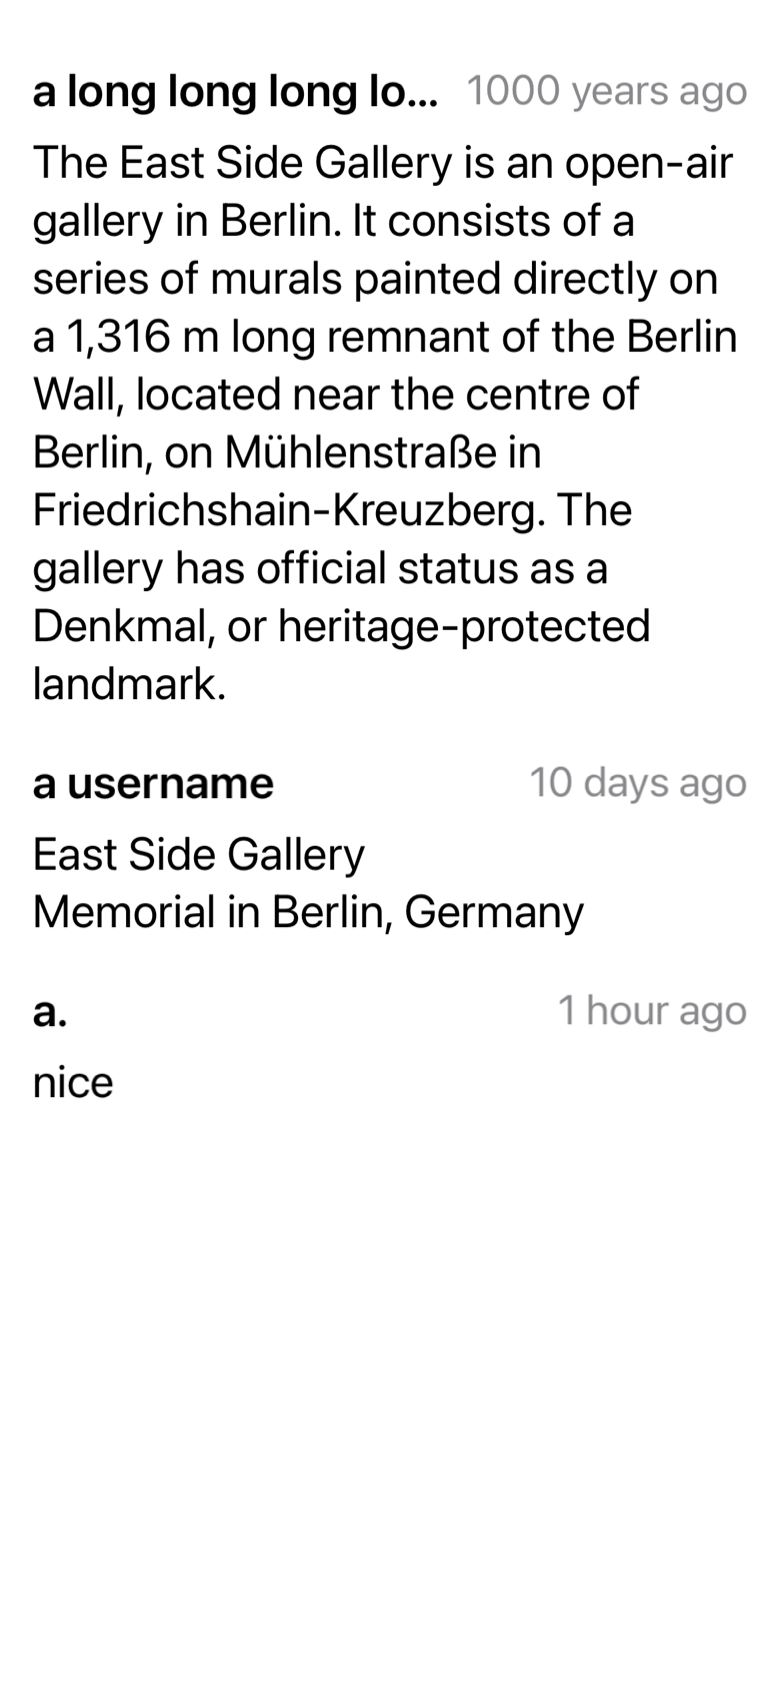 a long long long lo... 1000 years ago
The East Side Gallery is an open-air
gallery in Berlin. It consists of a
series of murals painted directly on
a 1,316 m long remnant of the Berlin
Wall, located near the centre of
Berlin, on Mühlenstraße in
Friedrichshain-Kreuzberg. The
gallery has official status as a
Denkmal, or heritage-protected
landmark.
a username 10 days ago
East Side Gallery
Memorial in Berlin, Germany
a. 1 hour ago
nice